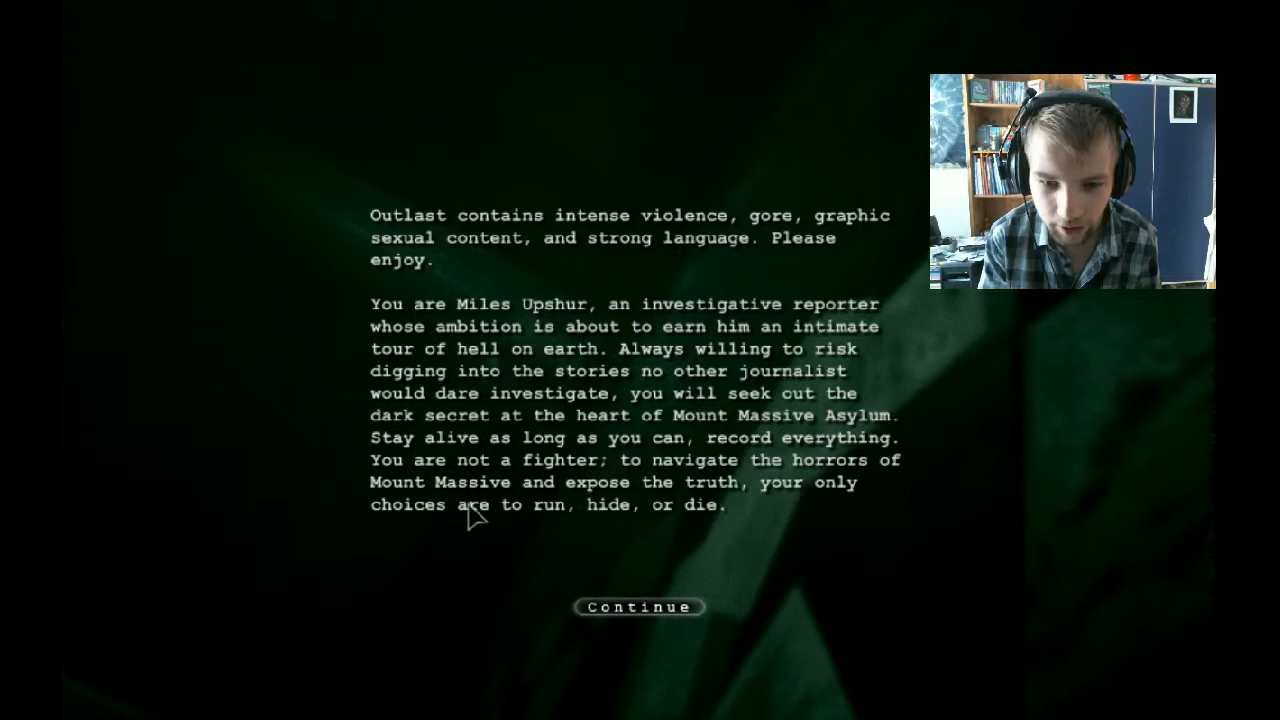 Outlast contains intense violence, gore, graphic
sexual content, and strong language. Please
enjoy.
You are Miles Upshur, an investigative reporter
whose ambition is about to earn him an intimate
tour of hell on earth. Always willing to risk
digging into the stories no other journalist
would dare investigate, you will seek out the
dark secret at the heart of Mount Massive Asylum.
Stay alive as long as you can, record everything.
You are not a fighter; to navigate the horrors of
Mount Massive and expose the truth, your only
choices are to run, hide, or die.
Continue